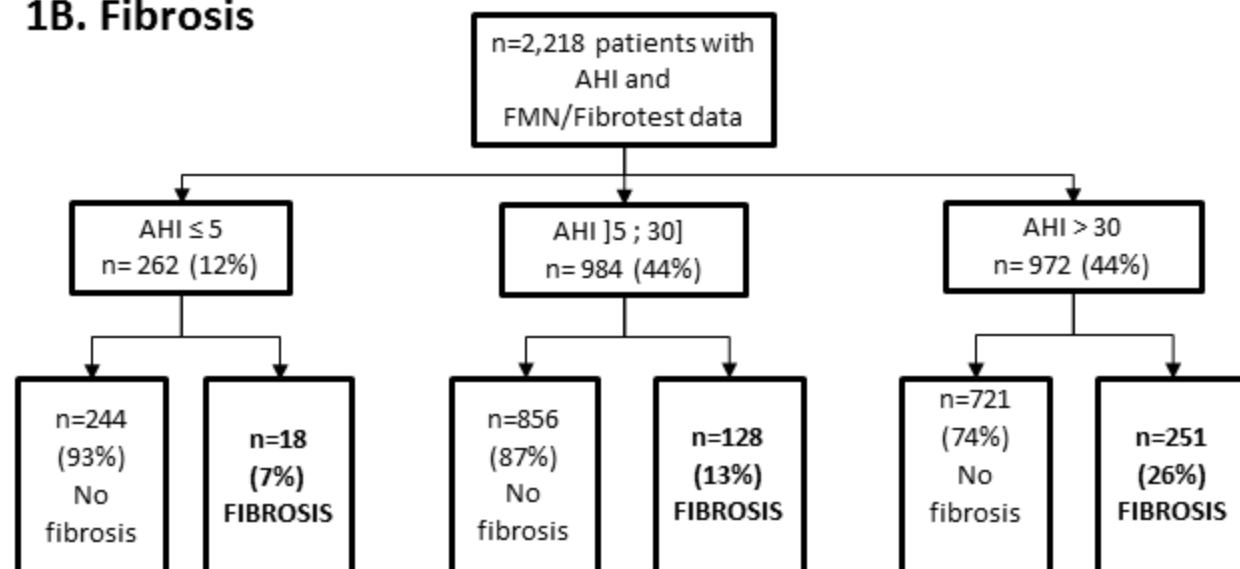 1B. Fibrosis
n=2,218 patients with
AHI and
FMN/Fibrotest data
AHI ≤ 5
n= 262 (12%)
AHI ]5 ; 30]
n= 984 (44%)
AHI > 30
n= 972 (44%)
n=244
(93%)
No
fibrosis
n=18
(7%)
FIBROSIS
n=856
(87%)
No
fibrosis
n=128
(13%)
FIBROSIS
n=721
(74%)
No
fibrosis
n=251
(26%)
FIBROSIS